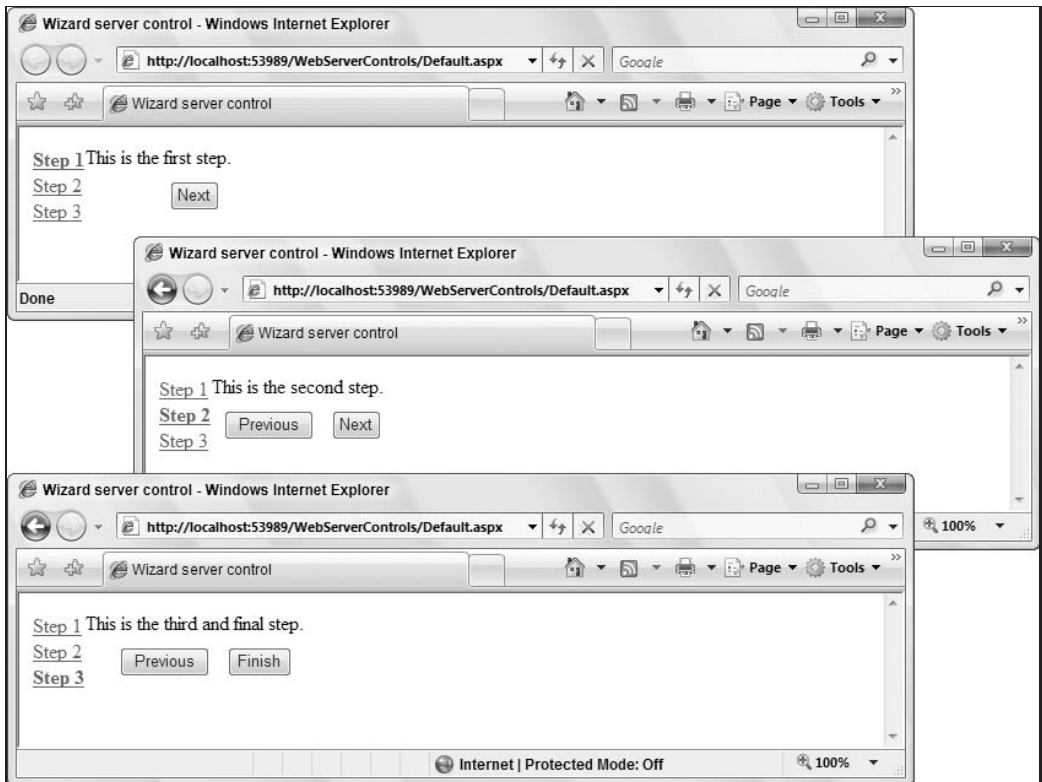 Wizard server control - Windows Internet Explorer
http://localhost:53989/WebServerControls/Default.aspx Google
Wizard server control Page Tools
Step 1 This is the first step.
Step 2 Next
Step 3
Done
Wizard server control - Windows Internet Explorer
http://localhost:53989/WebServerControls/Default.aspx Google
Wizard server control Page Tools
Step 1 This is the second step.
Step 2 Previous Next
Step 3
100%
Wizard server control - Windows Internet Explorer
http://localhost:53989/WebServerControls/Default.aspx Google
Wizard server control Page Tools
Step 1 This is the third and final step.
Step 2 Previous Finish
Step 3
Internet | Protected Mode: Off 100%